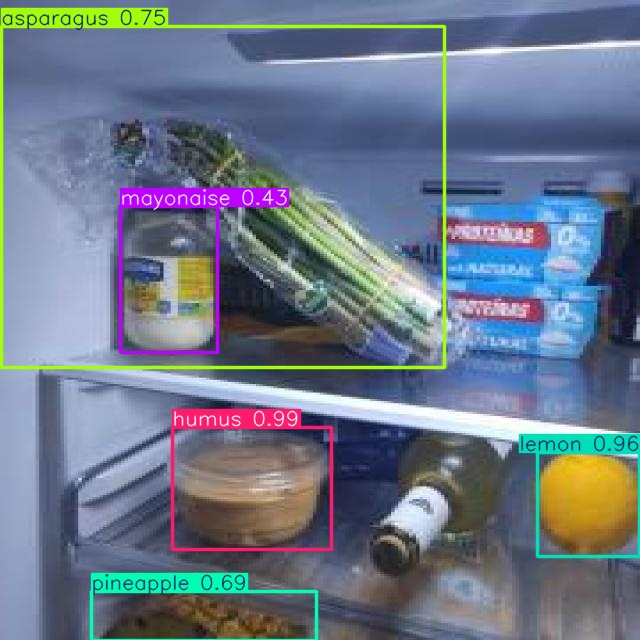 asparagus 0.75
mayonaise 0.43
PROTEÍNAS 0%
NATURAL
PROTEÍNAS 0%
humus 0.99
lemon 0.96
pineapple 0.69